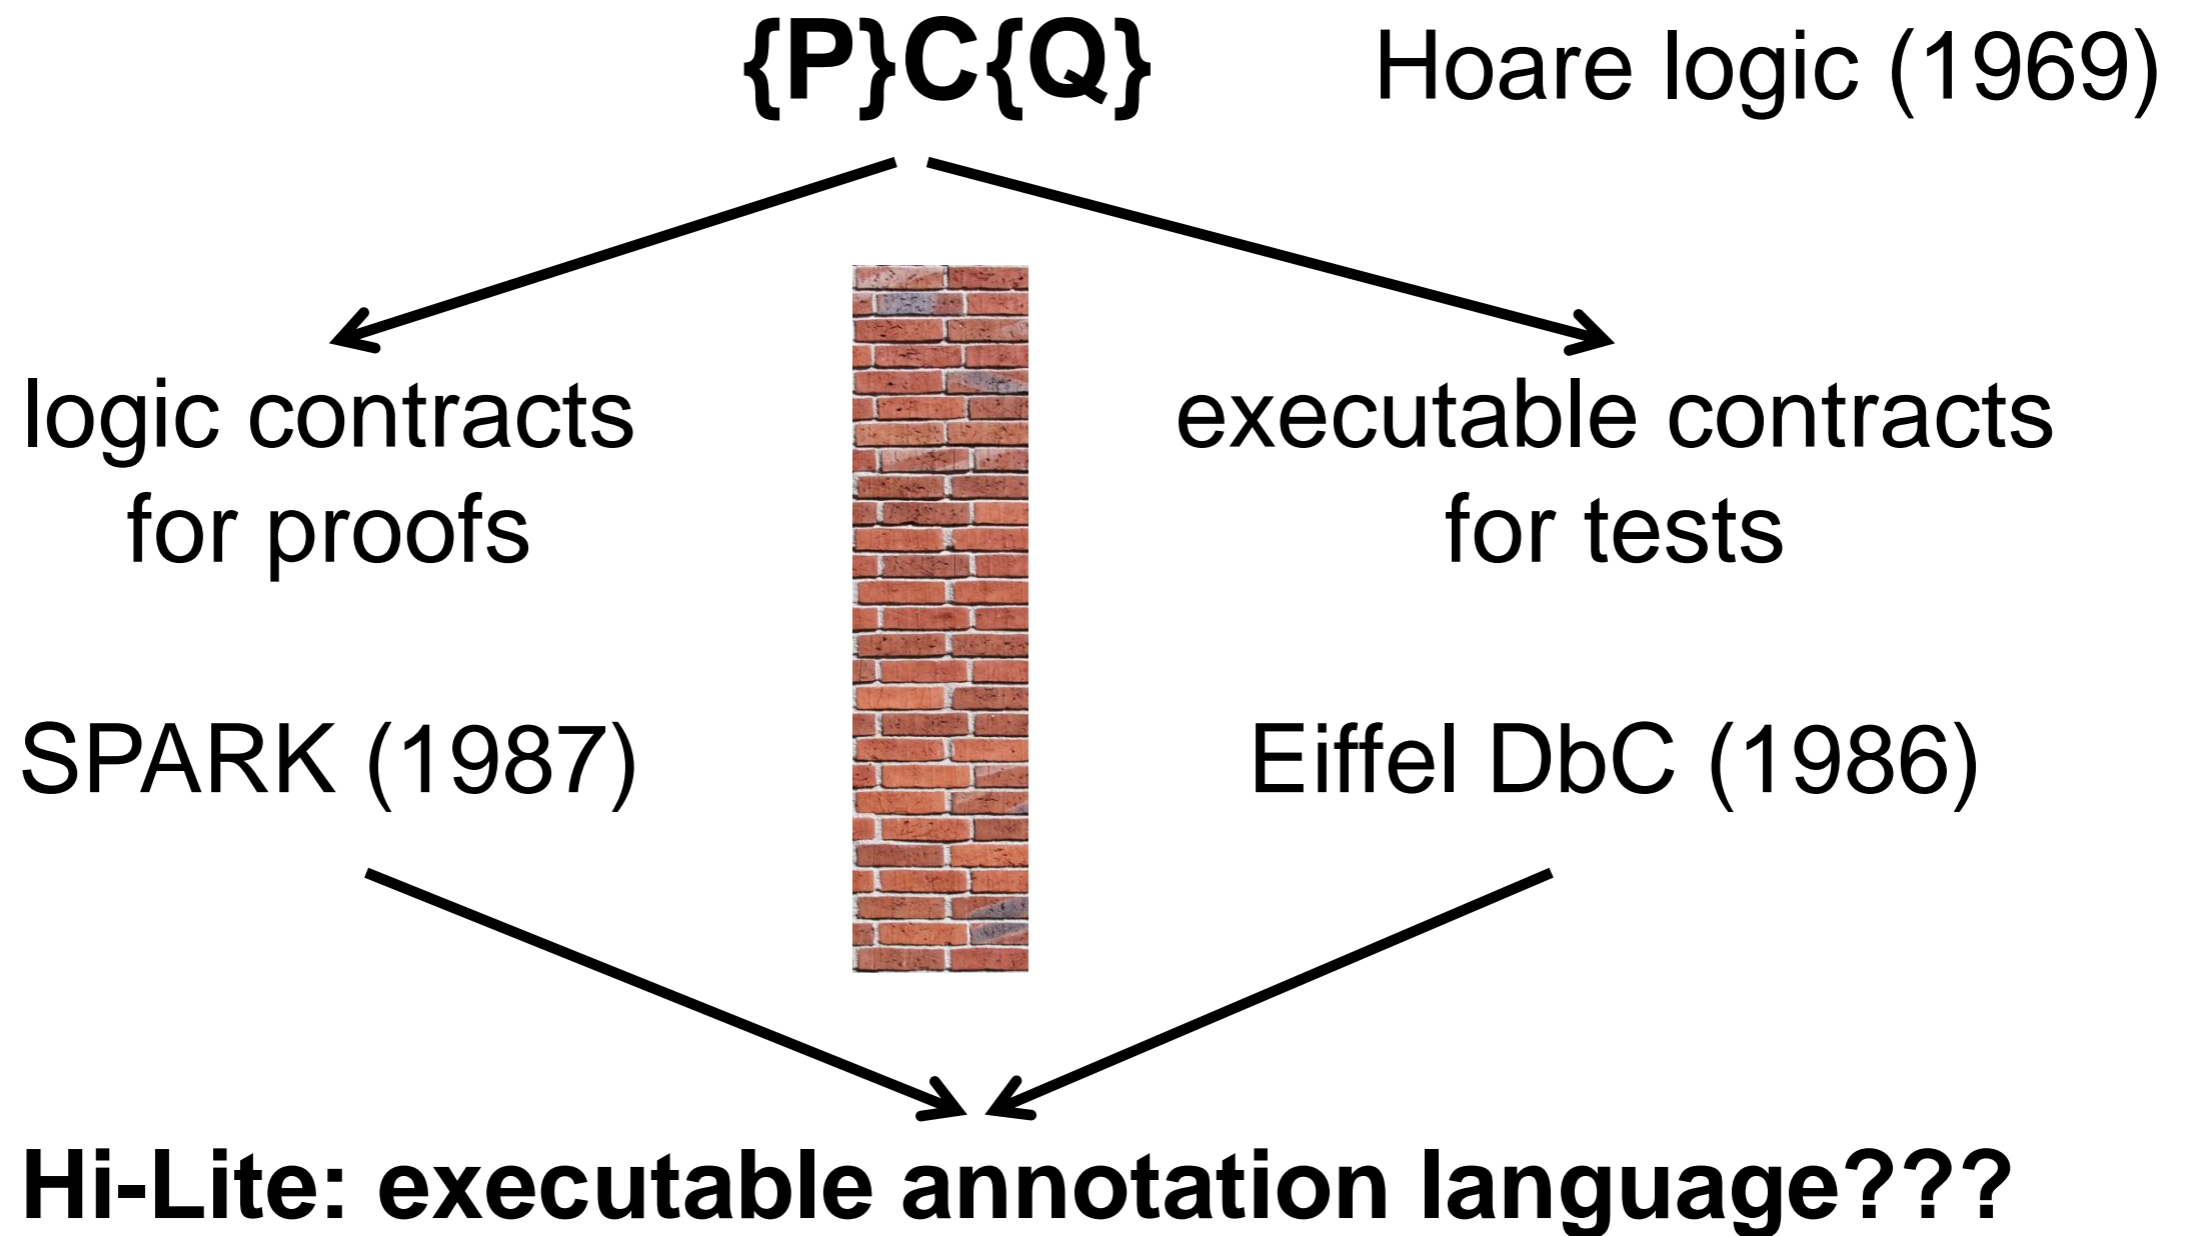 {P}C{Q} Hoare logic (1969)
logic contracts
for proofs
executable contracts
for tests
SPARK (1987)
Eiffel DbC (1986)
Hi-Lite: executable annotation language???